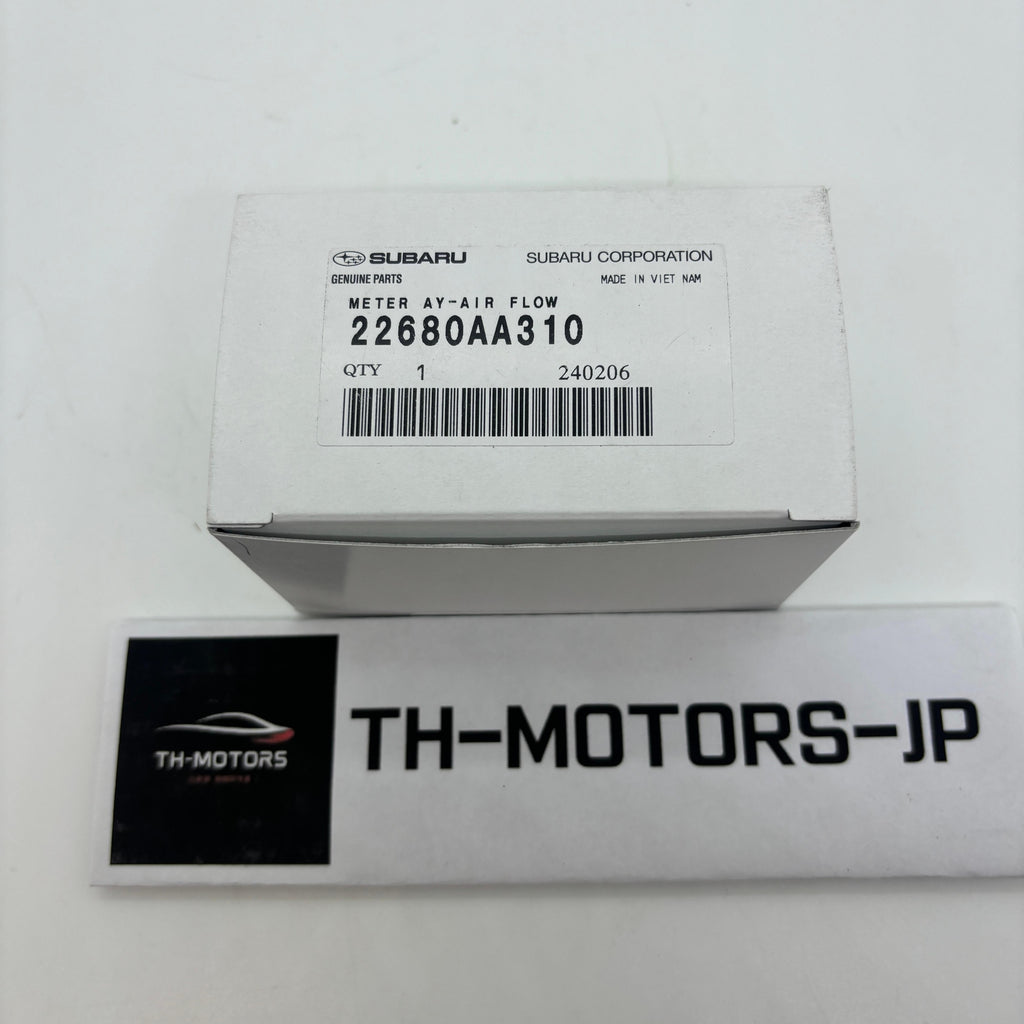 SUBARU SUBARU CORPORATION
GENUINE PARTS MADE IN VIET NAM
METER AY-AIR FLOW
22680AA310
QTY 1 240206
TH-MOTORS-JP
TH-MOTORS